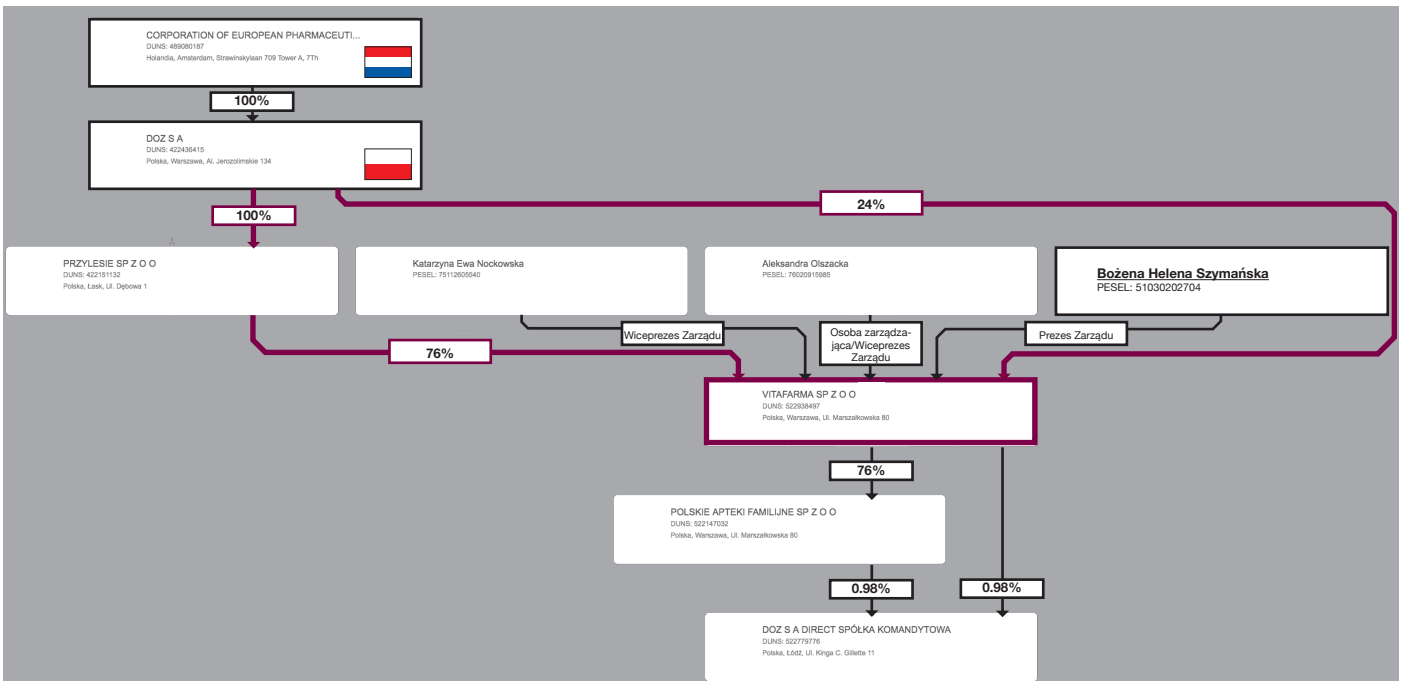 CORPORATION OF EUROPEAN PHARMACEUTI...
DUNS: 489080187
Holandia, Amsterdam, Strawinskylaan 709 Tower A, 7Th
100%
DOZ S A
DUNS: 422436415
Polska, Warszawa, Al. Jerozolimskie 134
24%
100%
PRZYLESIE SP Z O O
DUNS: 422151132
Polska, Łask, Ul. Dębowa 1
Katarzyna Ewa Nockowska
PESEL: 75112605540
Aleksandra Olszacka
PESEL: 76020915985
Bożena Helena Szymańska
PESEL: 51030202704
Wiceprezes Zarządu
Osoba zarządza-
jąca/Wiceprezes
Zarządu
Prezes Zarządu
76%
VITAFARMA SP Z O O
DUNS: 522938497
Polska, Warszawa, Ul. Marszałkowska 80
76%
POLSKIE APTEKI FAMILIJNE SP Z O O
DUNS: 522147032
Polska, Warszawa, Ul. Marszałkowska 80
0.98%
0.98%
DOZ S A DIRECT SPÓŁKA KOMANDYTOWA
DUNS: 522779776
Polska, Łódź, Ul. Kinga C. Gillette 11